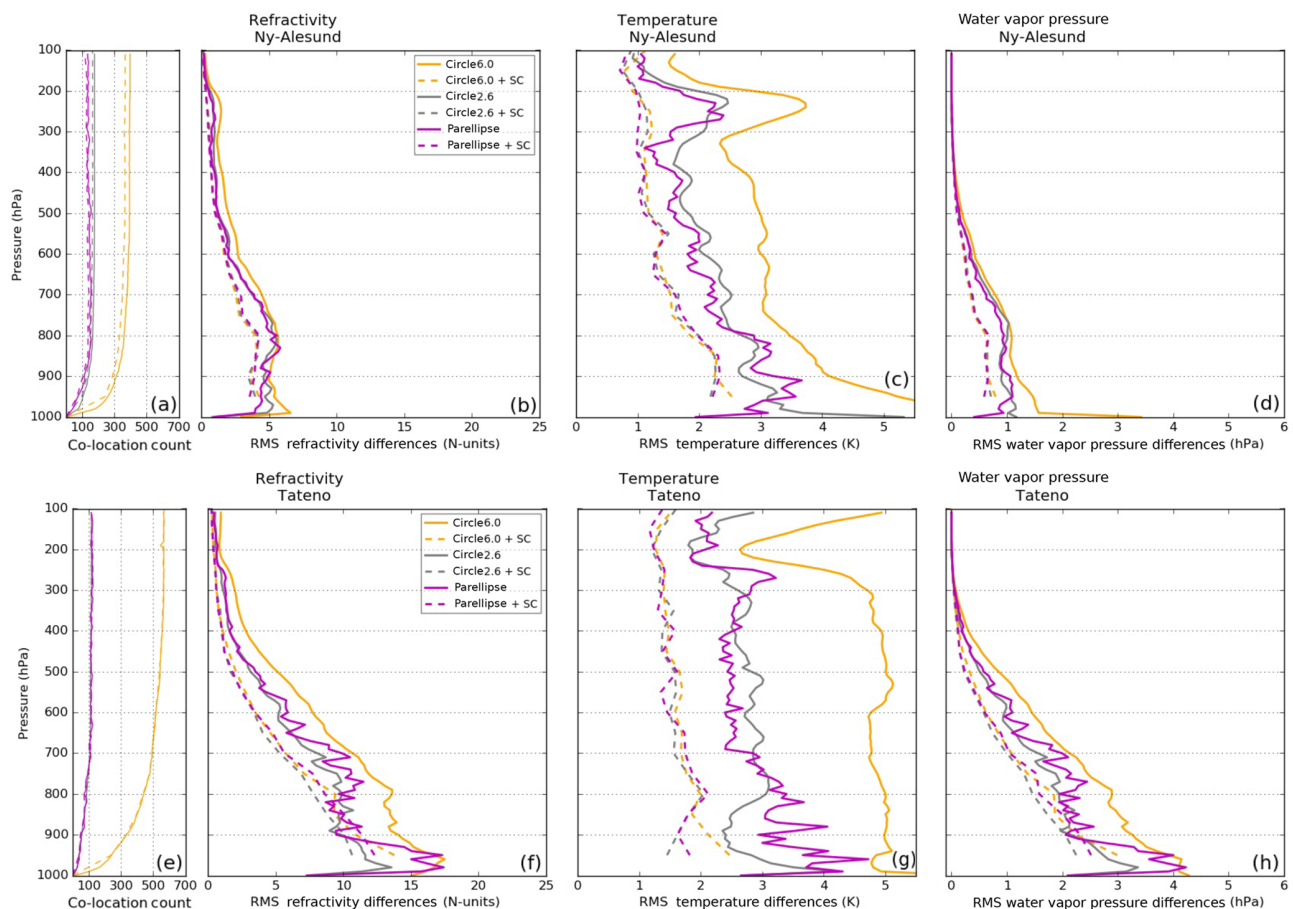 Refractivity
Ny-Alesund
Temperature
Ny-Alesund
Water vapor pressure
Ny-Alesund
Pressure (hPa)
100
200
300
400
500
600
700
800
900
1000
Circle6.0
Circle6.0 + SC
Circle2.6
Circle2.6 + SC
Parellipse
Parellipse + SC
(a)
(b)
(c)
(d)
100 300 500 700
0 5 10 15 20 25
1 2 3 4 5
0 1 2 3 4 5 6
Co-location count
RMS refractivity differences (N-units)
RMS temperature differences (K)
RMS water vapor pressure differences (hPa)
Refractivity
Tateno
Temperature
Tateno
Water vapor pressure
Tateno
Pressure (hPa)
100
200
300
400
500
600
700
800
900
1000
Circle6.0
Circle6.0 + SC
Circle2.6
Circle2.6 + SC
Parellipse
Parellipse + SC
(e)
(f)
(g)
(h)
100 300 500 700
0 5 10 15 20 25
1 2 3 4 5
0 1 2 3 4 5 6
Co-location count
RMS refractivity differences (N-units)
RMS temperature differences (K)
RMS water vapor pressure differences (hPa)